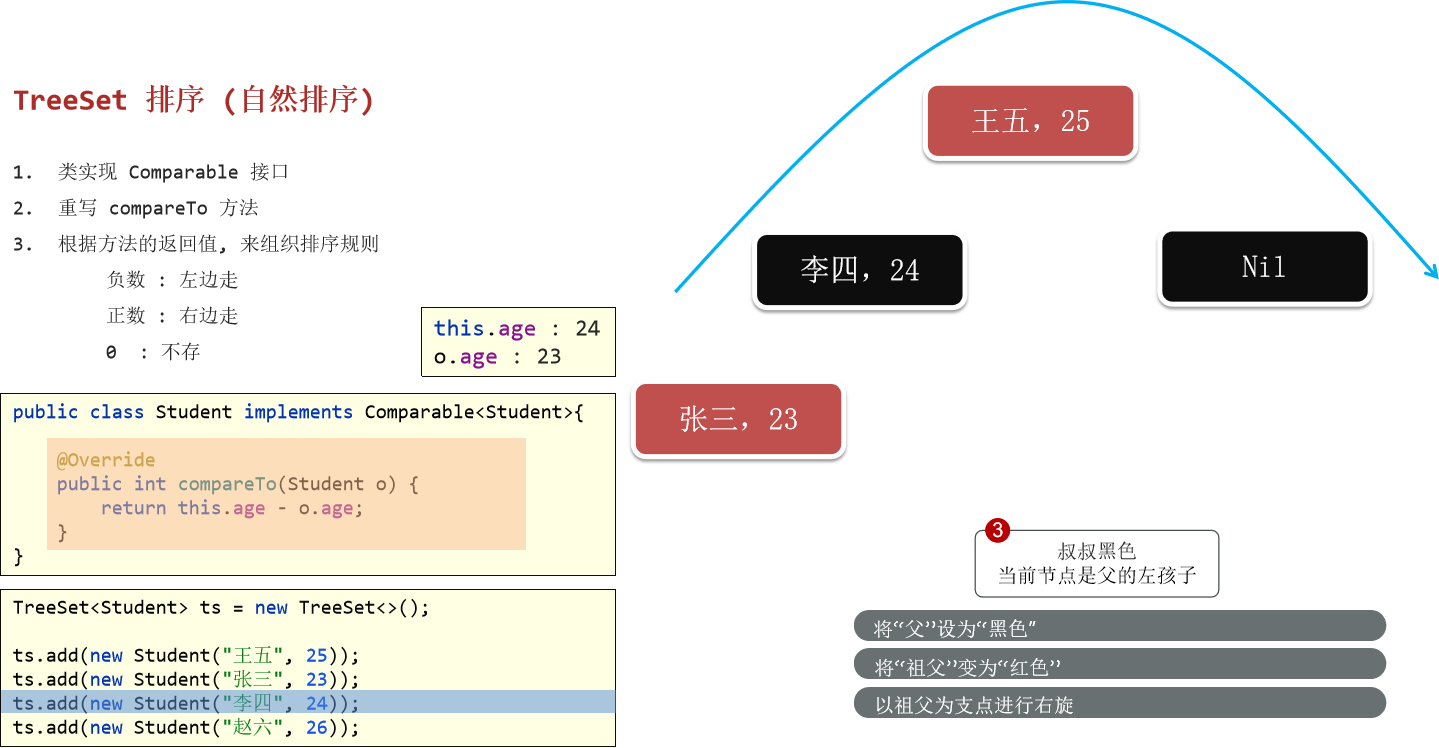 TreeSet 排序 (自然排序)
1. 类实现 Comparable 接口
2. 重写 compareTo 方法
3. 根据方法的返回值, 来组织排序规则
负数 : 左边走
正数 : 右边走
0 : 不存
this.age : 24
o.age : 23
public class Student implements Comparable<Student>{
@Override
public int compareTo(Student o) {
return this.age - o.age;
}
}
TreeSet<Student> ts = new TreeSet<>();
ts.add(new Student("王五", 25));
ts.add(new Student("张三", 23));
ts.add(new Student("李四", 24));
ts.add(new Student("赵六", 26));
王五，25
李四，24
Nil
张三，23
3
叔叔黑色
当前节点是父的左孩子
将“父”设为“黑色”
将“祖父”变为“红色”
以祖父为支点进行右旋